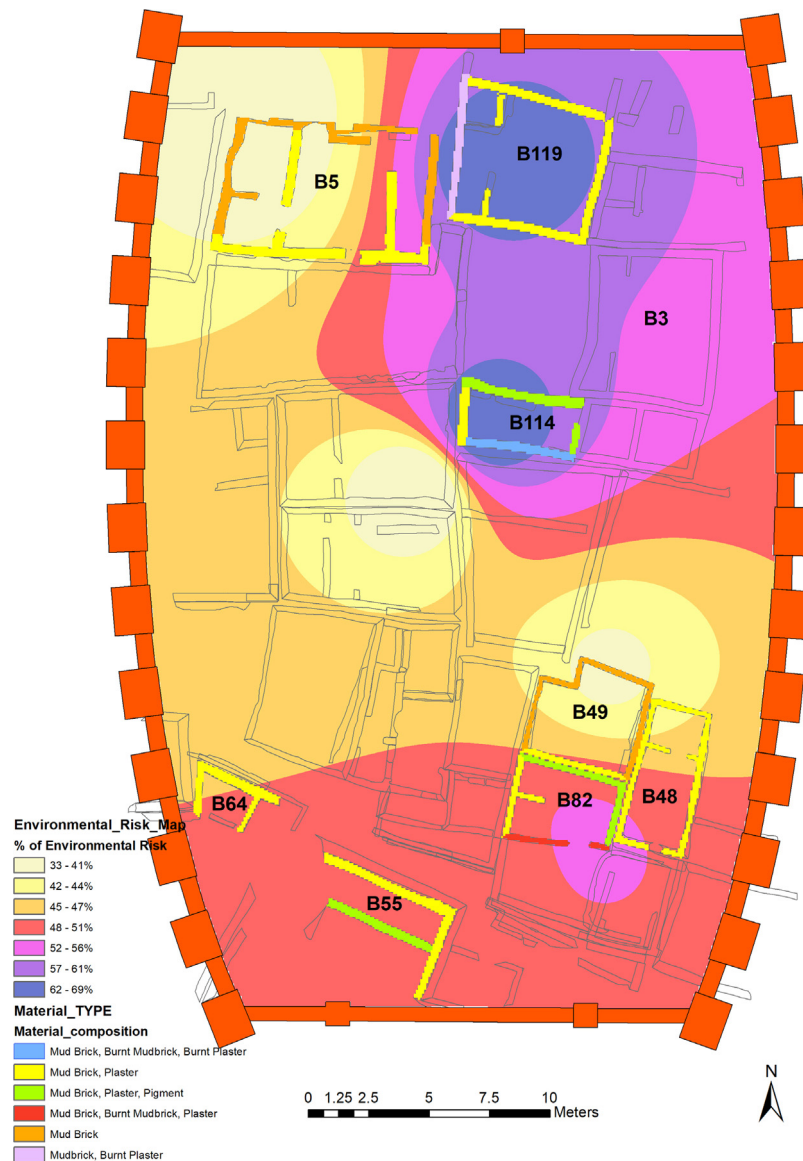 B119
B5
B3
B114
B49
B64
B82
B48
B55
Environmental_Risk_Map
% of Environmental Risk
33 - 41%
42 - 44%
45 - 47%
48 - 51%
52 - 56%
57 - 61%
62 - 69%
Material_TYPE
Material_composition
Mud Brick, Burnt Mudbrick, Burnt Plaster
Mud Brick, Plaster
Mud Brick, Plaster, Pigment
Mud Brick, Burnt Mudbrick, Plaster
Mud Brick
Mudbrick, Burnt Plaster
0 1.25 2.5 5 7.5 10
Meters
N